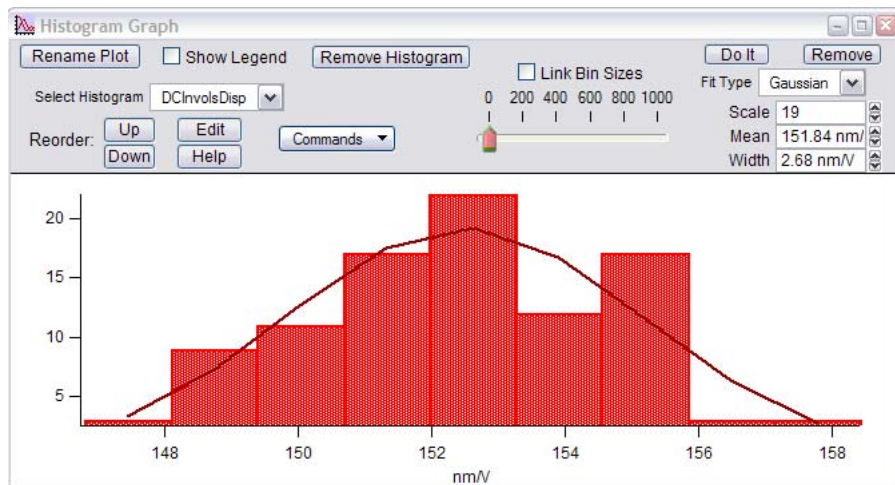 Histogram Graph
Rename Plot Show Legend Remove Histogram Do It Remove
Link Bin Sizes
Select Histogram DCInvolsDisp Fit Type Gaussian
0 200 400 600 800 1000
Scale 19
Reorder: Up Edit Commands Mean 151.84 nm/
Down Help Width 2.68 nm/V
20
15
10
5
148 150 152 154 156 158
nm/V